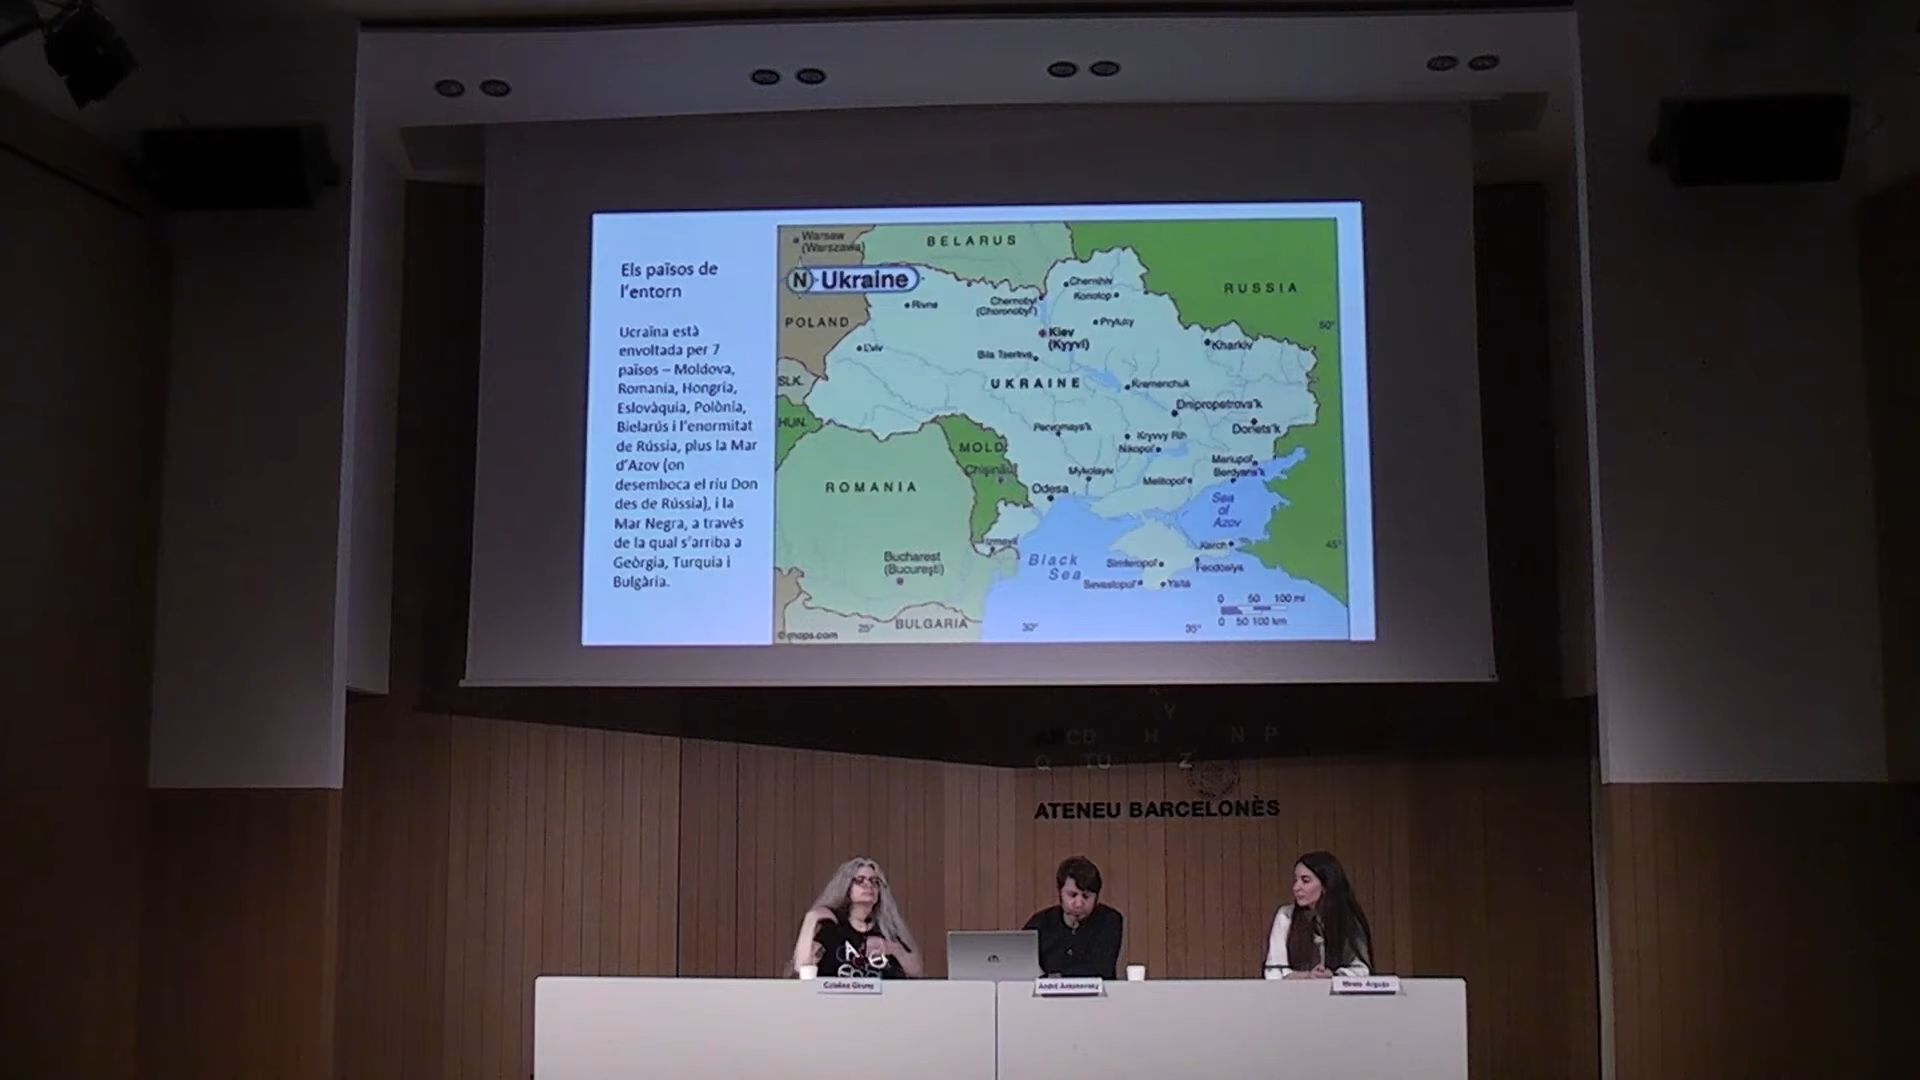 Els països de
l'entorn
Ucraïna està
envoltada per 7
països – Moldova,
Romania, Hongria,
Eslovàquia, Polònia,
Bielarús i l'enormitat
de Rússia, plus la Mar
d'Azov (on
desemboca el riu Don
des de Rússia), i la
Mar Negra, a través
de la qual s'arriba a
Geòrgia, Turquia i
Bulgària.
Warsaw
(Warszawa)
BELARUS
N Ukraine
RUSSIA
Chernihiv
Konotop
Rivne
Chernobyl
(Chornobyl)
POLAND
Pryluky
50°
Kiev
(Kyyvi)
Kharkiv
L'viv
Bila Tserkva
SLK.
UKRAINE
Kremenchuk
Dnipropetrovs'k
HUN.
Pervomays'k
Kryvyy Rih
Donets'k
MOLD.
Nikopol'
Mariupol'
Berdyans'k
Chişinău
Mykolayiv
Melitopol'
ROMANIA
Odesa
Sea
of
Azov
Izmayil
Kerch
45°
Bucharest
(Bucureşti)
Black
Sea
Simferopol'
Feodosiya
Sevastopol'
Yalta
0 50 100 mi
0 50 100 km
BULGARIA
©maps.com
25°
30°
35°
Y
CD H N P
Q TU Z
ATENEU BARCELONÈS
hp